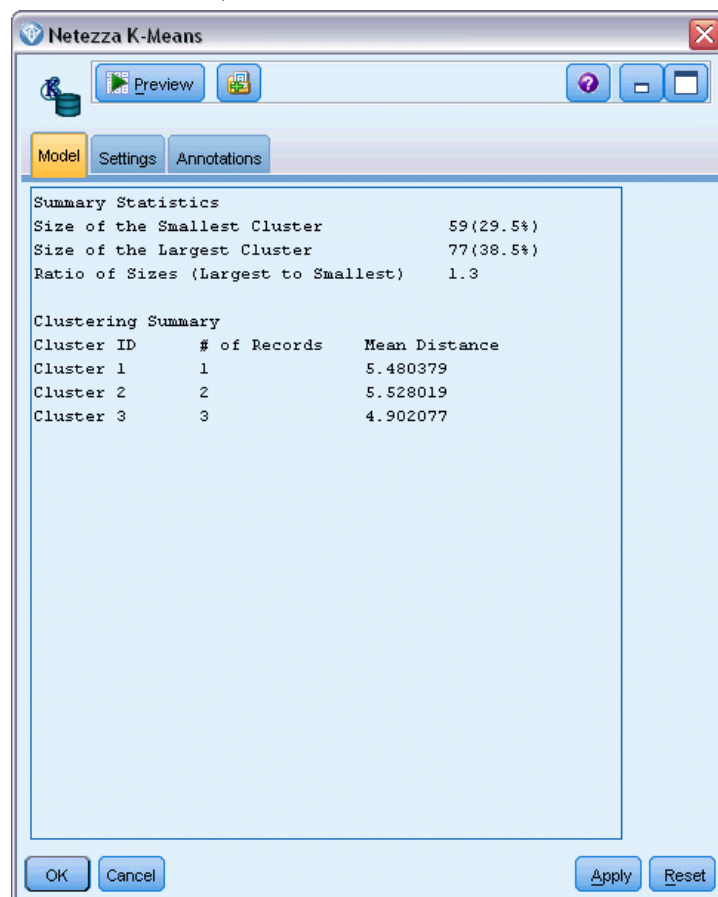 Netezza K-Means
Preview
Model Settings Annotations
Summary Statistics
Size of the Smallest Cluster 59(29.5%)
Size of the Largest Cluster 77(38.5%)
Ratio of Sizes (Largest to Smallest) 1.3
Clustering Summary
Cluster ID # of Records Mean Distance
Cluster 1 1 5.480379
Cluster 2 2 5.528019
Cluster 3 3 4.902077
OK Cancel Apply Reset